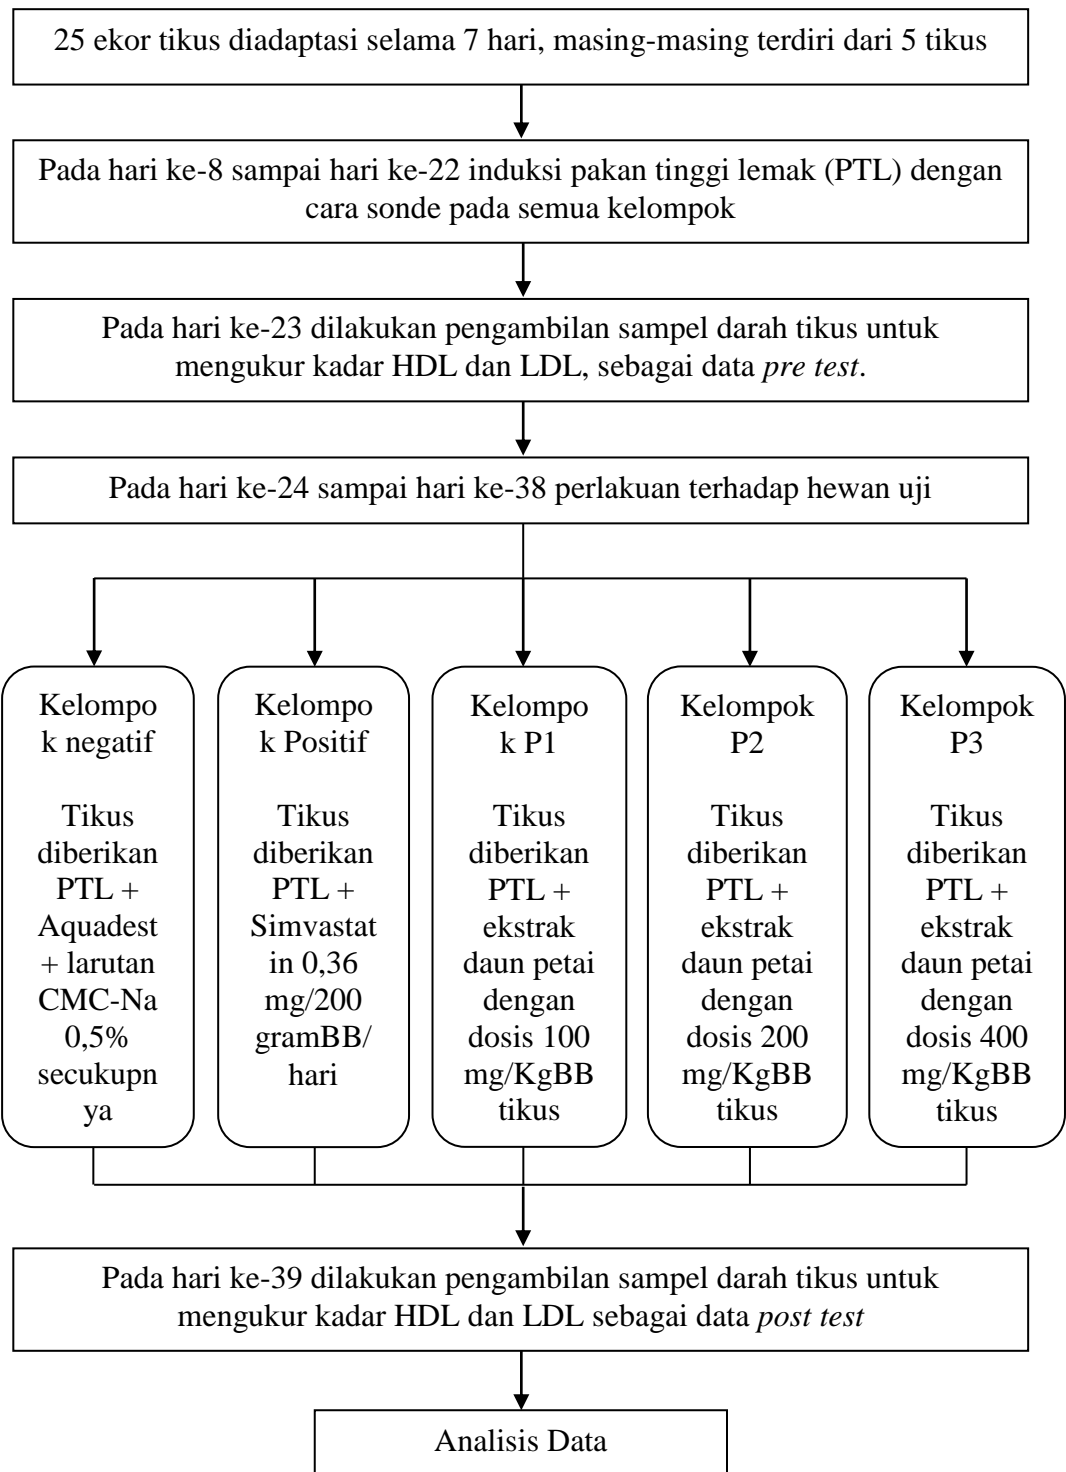 25 ekor tikus diadaptasi selama 7 hari, masing-masing terdiri dari 5 tikus
Pada hari ke-8 sampai hari ke-22 induksi pakan tinggi lemak (PTL) dengan
cara sonde pada semua kelompok
Pada hari ke-23 dilakukan pengambilan sampel darah tikus untuk
mengukur kadar HDL dan LDL, sebagai data pre test.
Pada hari ke-24 sampai hari ke-38 perlakuan terhadap hewan uji
Kelompo
k negatif
Tikus
diberikan
PTL +
Aquadest
+ larutan
CMC-Na
0,5%
secukupn
ya
Kelompo
k Positif
Tikus
diberikan
PTL +
Simvastat
in 0,36
mg/200
gramBB/
hari
Kelompo
k P1
Tikus
diberikan
PTL +
ekstrak
daun petai
dengan
dosis 100
mg/KgBB
tikus
Kelompok
P2
Tikus
diberikan
PTL +
ekstrak
daun petai
dengan
dosis 200
mg/KgBB
tikus
Kelompok
P3
Tikus
diberikan
PTL +
ekstrak
daun petai
dengan
dosis 400
mg/KgBB
tikus
Pada hari ke-39 dilakukan pengambilan sampel darah tikus untuk
mengukur kadar HDL dan LDL sebagai data post test
Analisis Data